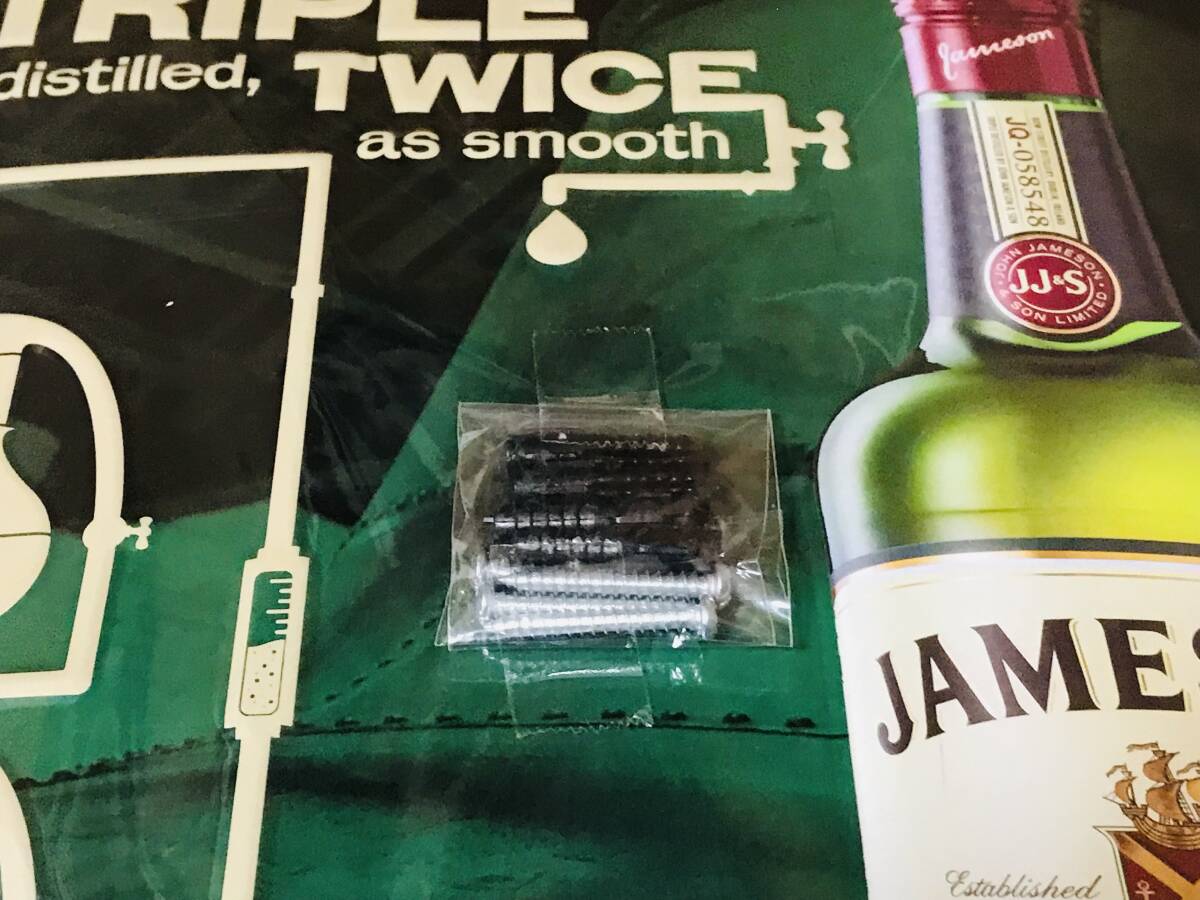 TRIPLE
distilled, TWICE
as smooth
Jameson
JQ-058548
JOHN JAMESON
JJ&S
& SON LIMITED
JAMES
Established